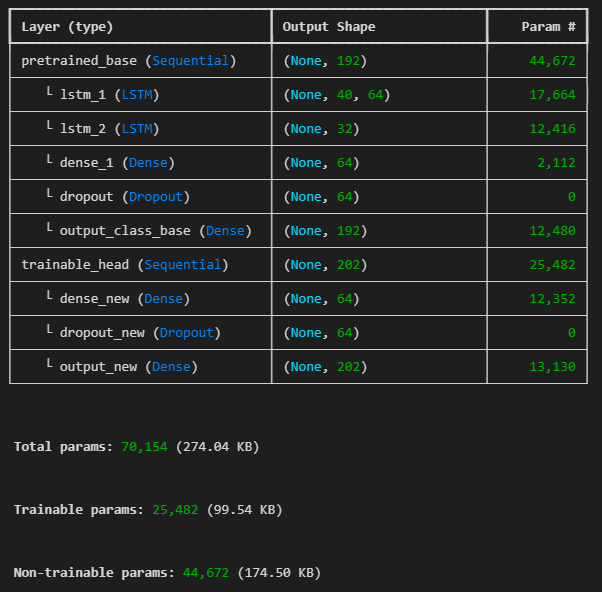 Layer (type) Output Shape Param #
pretrained_base (Sequential) (None, 192) 44,672
└ lstm_1 (LSTM) (None, 40, 64) 17,664
└ lstm_2 (LSTM) (None, 32) 12,416
└ dense_1 (Dense) (None, 64) 2,112
└ dropout (Dropout) (None, 64) 0
└ output_class_base (Dense) (None, 192) 12,480
trainable_head (Sequential) (None, 202) 25,482
└ dense_new (Dense) (None, 64) 12,352
└ dropout_new (Dropout) (None, 64) 0
└ output_new (Dense) (None, 202) 13,130
Total params: 70,154 (274.04 KB)
Trainable params: 25,482 (99.54 KB)
Non-trainable params: 44,672 (174.50 KB)